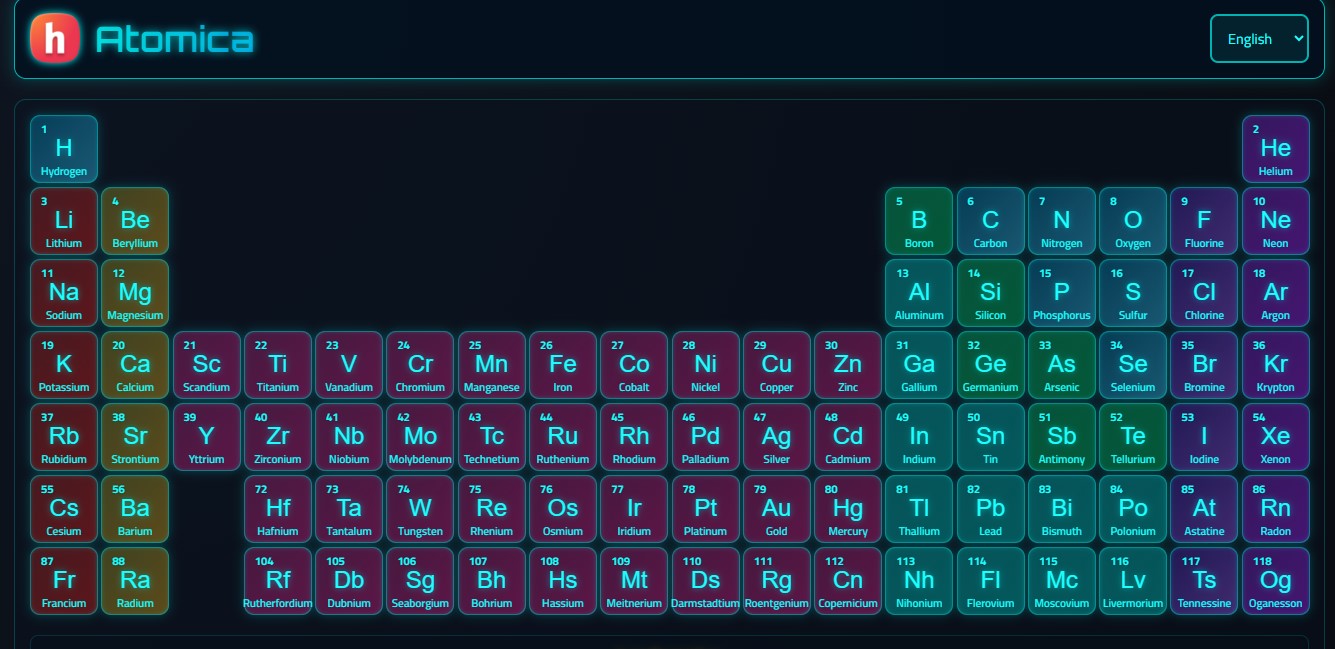 h Atomica English
1 2
H He
Hydrogen Helium
3 4 5 6 7 8 9 10
Li Be B C N O F Ne
Lithium Beryllium Boron Carbon Nitrogen Oxygen Fluorine Neon
11 12 13 14 15 16 17 18
Na Mg Al Si P S Cl Ar
Sodium Magnesium Aluminum Silicon Phosphorus Sulfur Chlorine Argon
19 20 21 22 23 24 25 26 27 28 29 30 31 32 33 34 35 36
K Ca Sc Ti V Cr Mn Fe Co Ni Cu Zn Ga Ge As Se Br Kr
Potassium Calcium Scandium Titanium Vanadium Chromium Manganese Iron Cobalt Nickel Copper Zinc Gallium Germanium Arsenic Selenium Bromine Krypton
37 38 39 40 41 42 43 44 45 46 47 48 49 50 51 52 53 54
Rb Sr Y Zr Nb Mo Tc Ru Rh Pd Ag Cd In Sn Sb Te I Xe
Rubidium Strontium Yttrium Zirconium Niobium Molybdenum Technetium Ruthenium Rhodium Palladium Silver Cadmium Indium Tin Antimony Tellurium Iodine Xenon
55 56 72 73 74 75 76 77 78 79 80 81 82 83 84 85 86
Cs Ba Hf Ta W Re Os Ir Pt Au Hg Tl Pb Bi Po At Rn
Cesium Barium Hafnium Tantalum Tungsten Rhenium Osmium Iridium Platinum Gold Mercury Thallium Lead Bismuth Polonium Astatine Radon
87 88 104 105 106 107 108 109 110 111 112 113 114 115 116 117 118
Fr Ra Rf Db Sg Bh Hs Mt Ds Rg Cn Nh Fl Mc Lv Ts Og
Francium Radium Rutherfordium Dubnium Seaborgium Bohrium Hassium Meitnerium Darmstadtium Roentgenium Copernicium Nihonium Flerovium Moscovium Livermorium Tennessine Oganesson